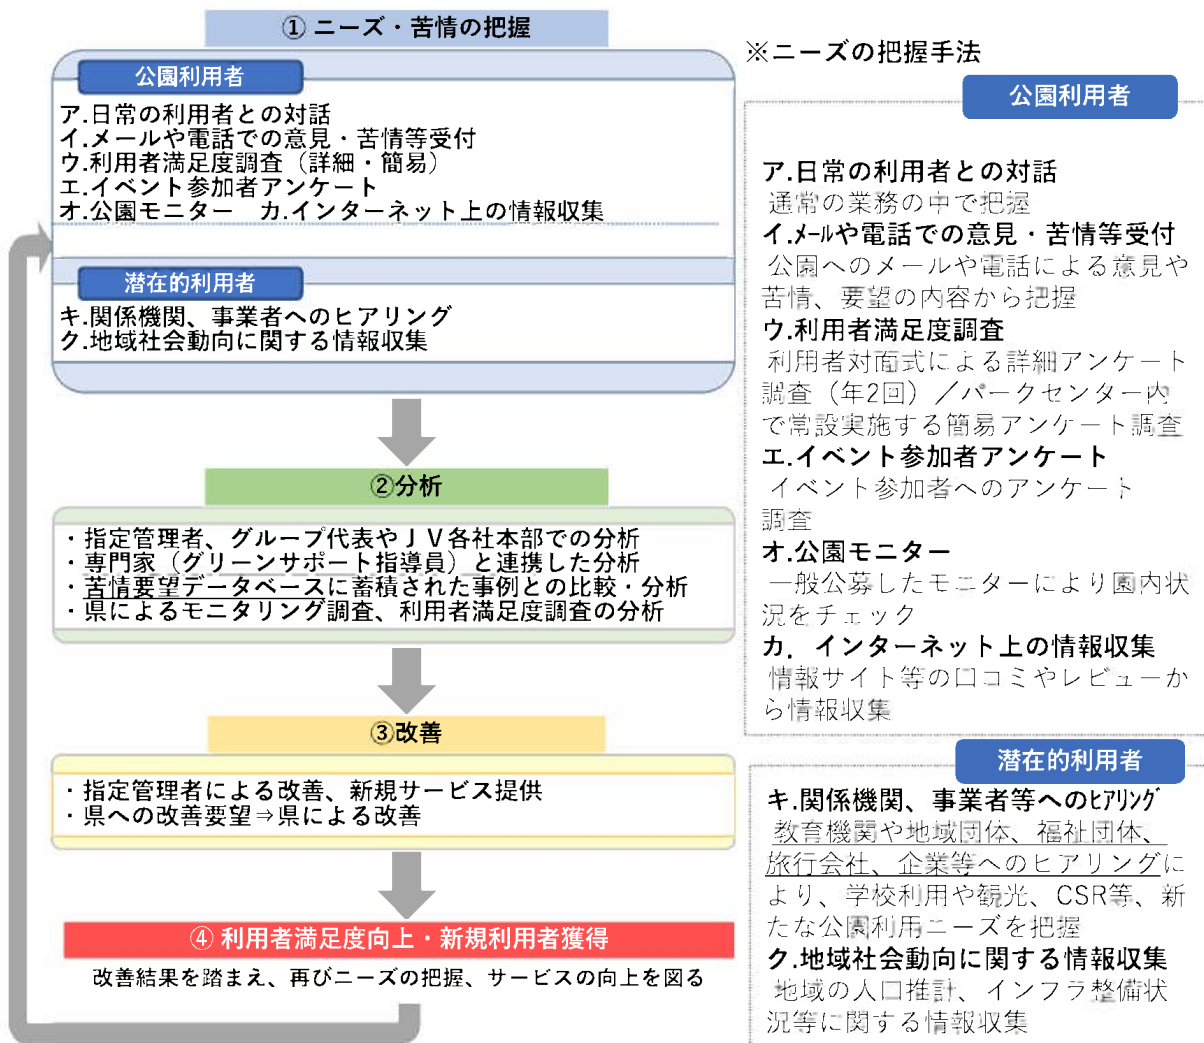 ① ニーズ・苦情の把握
公園利用者
ア.日常の利用者との対話
イ.メールや電話での意見・苦情等受付
ウ.利用者満足度調査（詳細・簡易）
エ.イベント参加者アンケート
オ.公園モニター　カ.インターネット上の情報収集
潜在的利用者
キ.関係機関、事業者へのヒアリング
ク.地域社会動向に関する情報収集
②分析
・指定管理者、グループ代表やＪＶ各社本部での分析
・専門家（グリーンサポート指導員）と連携した分析
・苦情要望データベースに蓄積された事例との比較・分析
・県によるモニタリング調査、利用者満足度調査の分析
③改善
・指定管理者による改善、新規サービス提供
・県への改善要望⇒県による改善
④ 利用者満足度向上・新規利用者獲得
改善結果を踏まえ、再びニーズの把握、サービスの向上を図る
※ニーズの把握手法
公園利用者
ア.日常の利用者との対話
通常の業務の中で把握
イ.メールや電話での意見・苦情等受付
公園へのメールや電話による意見や
苦情、要望の内容から把握
ウ.利用者満足度調査
利用者対面式による詳細アンケート
調査（年2回）／パークセンター内
で常設実施する簡易アンケート調査
エ.イベント参加者アンケート
イベント参加者へのアンケート
調査
オ.公園モニター
一般公募したモニターにより園内状
況をチェック
カ．インターネット上の情報収集
情報サイト等の口コミやレビューか
ら情報収集
潜在的利用者
キ.関係機関、事業者等へのヒアリング
教育機関や地域団体、福祉団体、
旅行会社、企業等へのヒアリングに
より、学校利用や観光、CSR等、新
たな公園利用ニーズを把握
ク.地域社会動向に関する情報収集
地域の人口推計、インフラ整備状
況等に関する情報収集